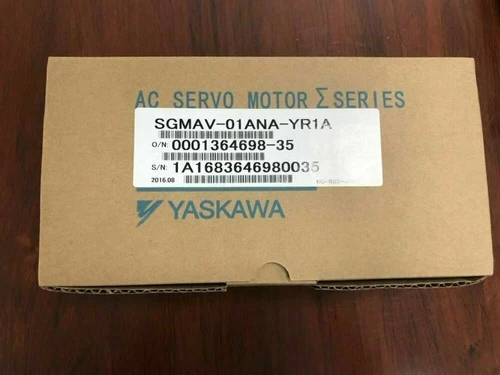 AC SERVO MOTOR Σ SERIES
SGMAV-01ANA-YR1A
O/N: 0001364698-35
S/N: 1A1683646980035
2016.08
YASKAWA